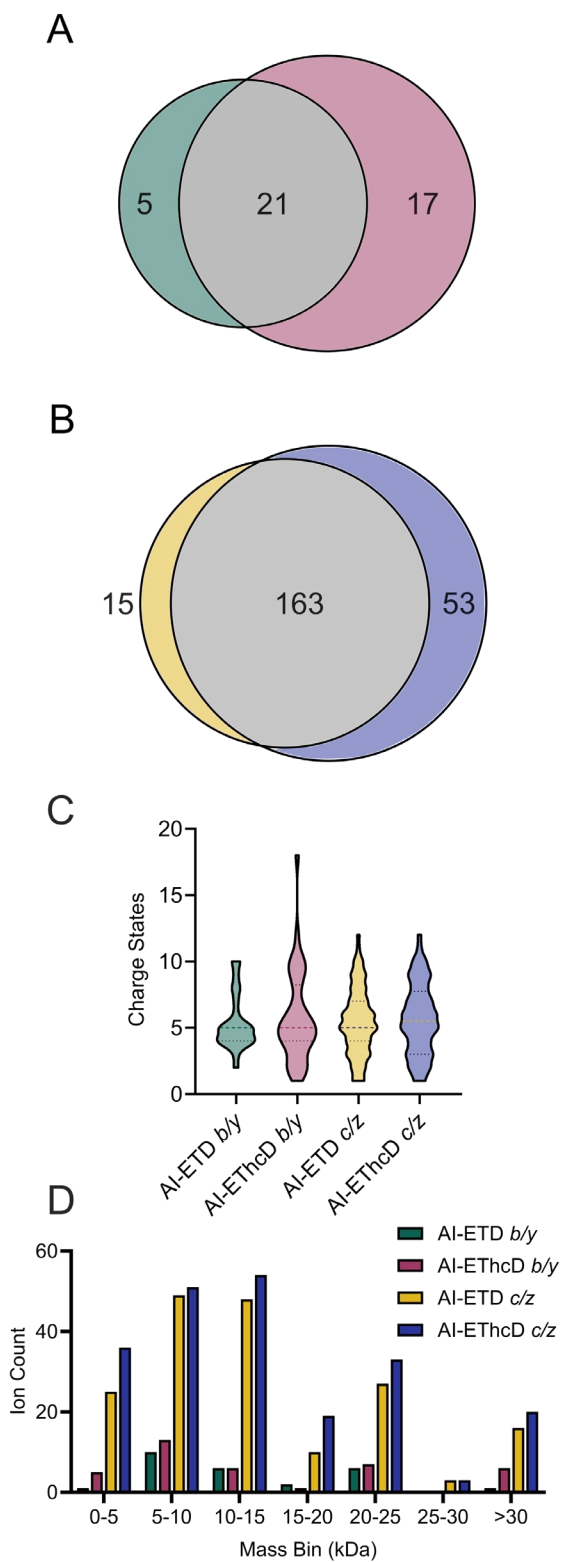 A
5 21 17
B
15 163 53
C
20
15
10
5
0
Charge States
AI-ETD b/y
AI-EThcD b/y
AI-ETD c/z
AI-EThcD c/z
D
AI-ETD b/y
AI-EThcD b/y
AI-ETD c/z
AI-EThcD c/z
60
40
20
0
Ion Count
0-5 5-10 10-15 15-20 20-25 25-30 >30
Mass Bin (kDa)